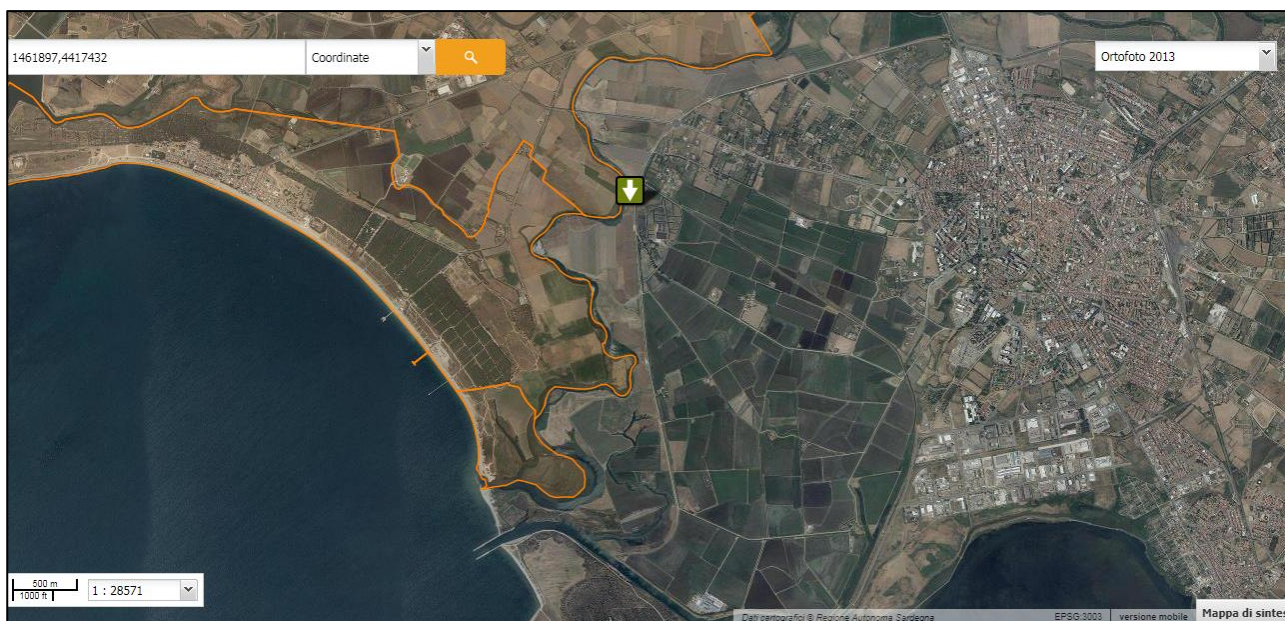 1461897,4417432
Coordinate
Ortofoto 2013
500 m
1000 ft
1 : 28571
Dati cartografici © Regione Autonoma Sardegna
EPSG:3003
versione mobile
Mappa di sintes